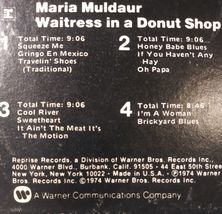 Maria Muldaur
Waitress in a Donut Shop
1 Total Time: 9:06
Squeeze Me
Gringo En Mexico
Travelin' Shoes
(Traditional)
2 Total Time: 9:06
Honey Babe Blues
If You Haven't Any
Hay
Oh Papa
3 Total Time: 9:06
Cool River
Sweetheart
It Ain't The Meat It's
The Motion
4 Total Time: 8:46
I'm A Woman
Brickyard Blues
Reprise Records, a Division of Warner Bros. Records Inc.
Blvd., Burbank, Calif. 91505 - 44 East 50th Street
New York, New York 10022 - Made in U.S.A. ℗1974 Warner
Bros. Records Inc. ©1974 Warner Bros. Records Inc.
A Warner Communications Company